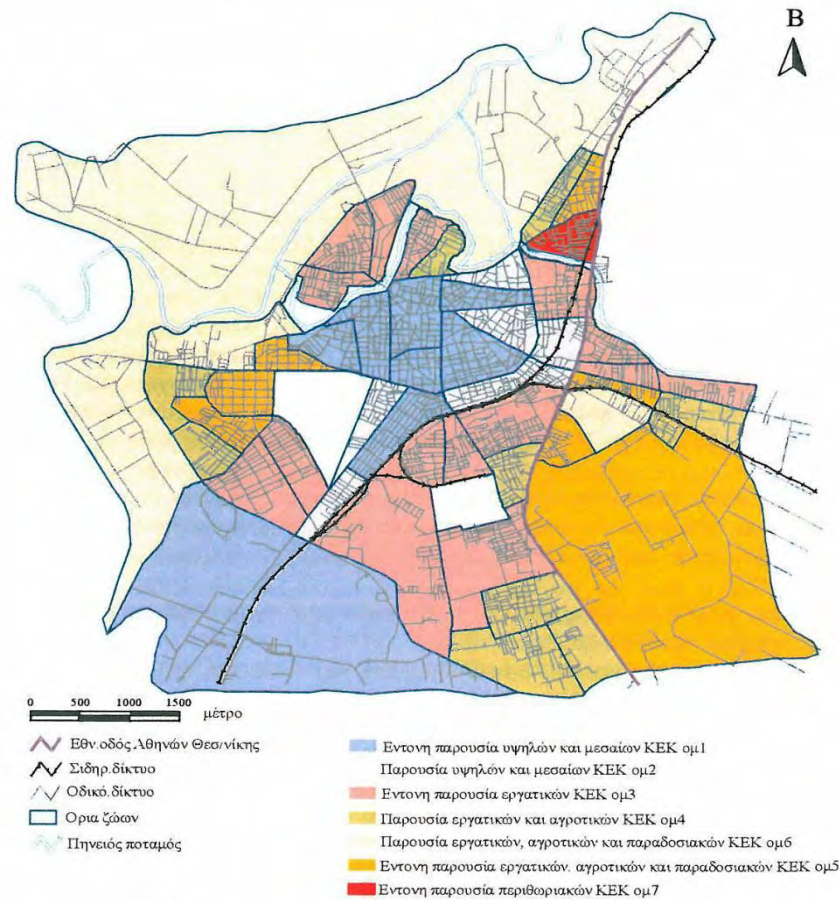 Β
0 500 1000 1500
μέτρο
Εθν.οδός Αθηνών Θεσ/νίκης
Σιδηρ.δίκτυο
Οδικό.δίκτυο
Ορια ζώων
Πηνειός ποταμός
Εντονη παρουσία υψηλών και μεσαίων ΚΕΚ ομ1
Παρουσία υψηλών και μεσαίων ΚΕΚ ομ2
Εντονη παρουσία εργατικών ΚΕΚ ομ3
Παρουσία εργατικών και αγροτικών ΚΕΚ ομ4
Παρουσία εργατικών, αγροτικών και παραδοσιακών ΚΕΚ ομ6
Εντονη παρουσία εργατικών. αγροτικών και παραδοσιακών ΚΕΚ ομ5
Εντονη παρουσία περιθωριακών ΚΕΚ ομ7